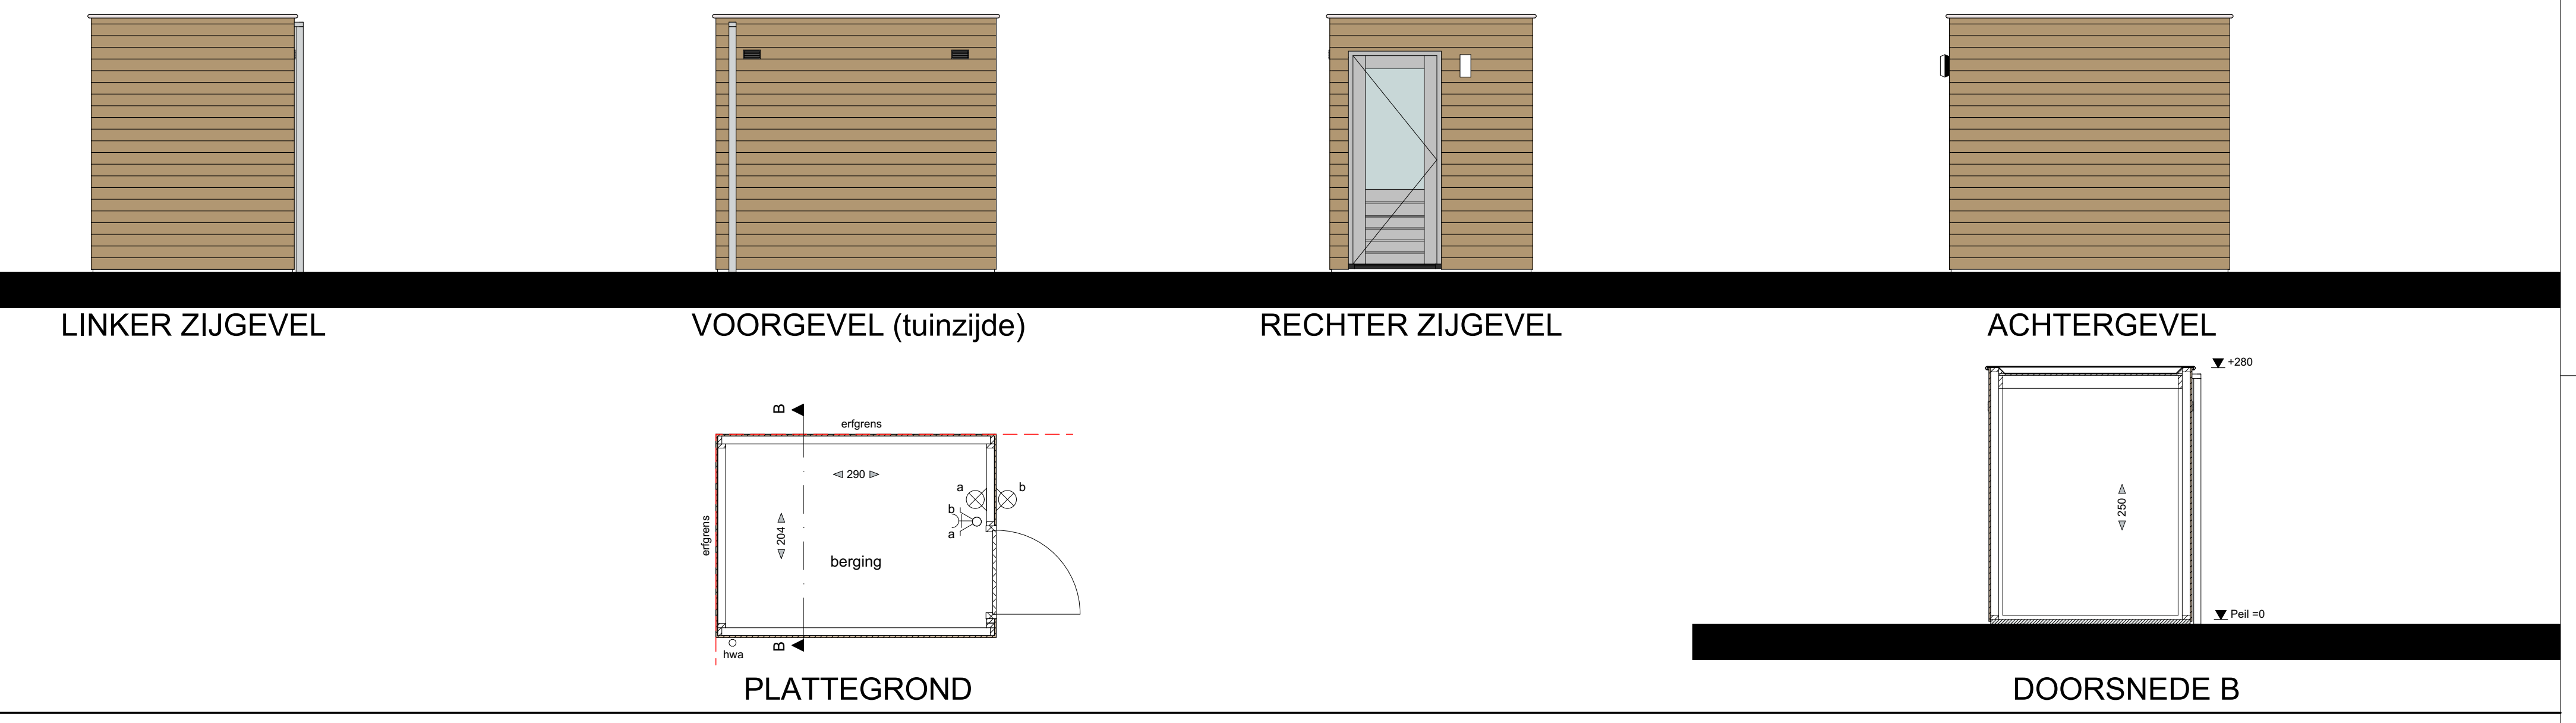 LINKER ZIJGEVEL
VOORGEVEL (tuinzijde)
RECHTER ZIJGEVEL
ACHTERGEVEL
+280
B
erfgrens
290
a
b
b
a
204
erfgrens
berging
250
Peil =0
B
hwa
PLATTEGROND
DOORSNEDE B